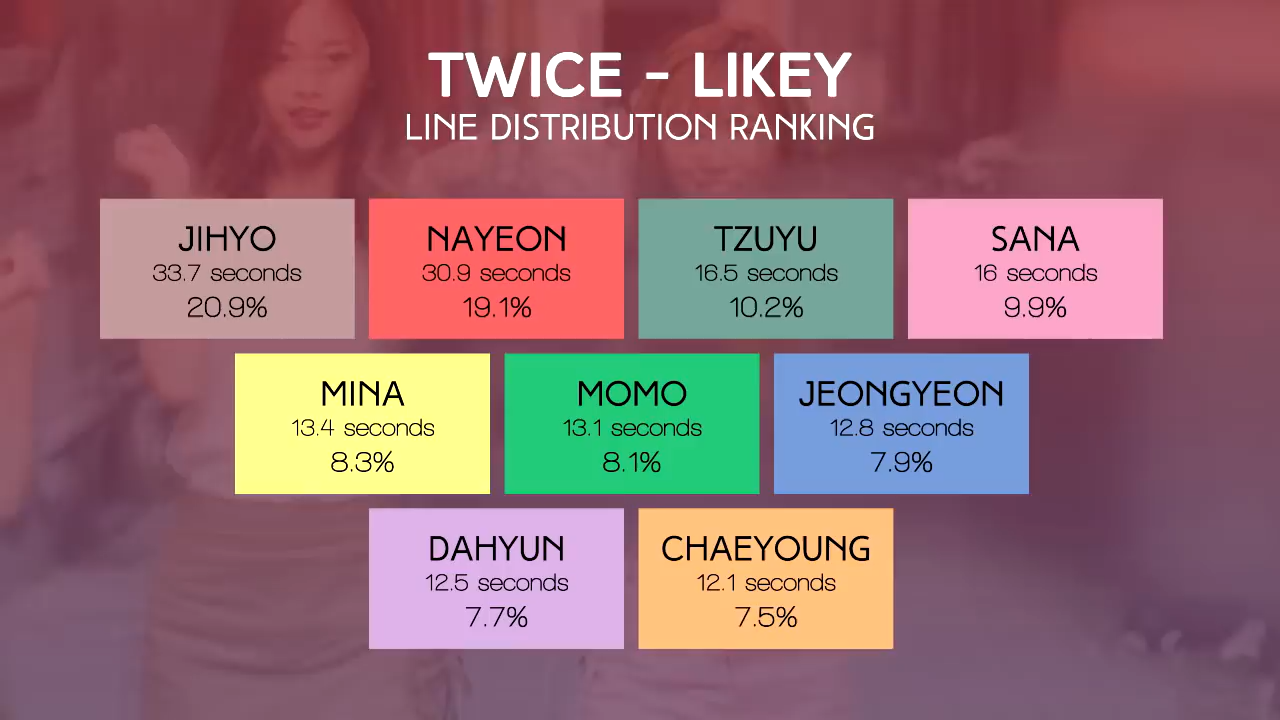 TWICE - LIKEY
LINE DISTRIBUTION RANKING
JIHYO
33.7 seconds
20.9%
NAYEON
30.9 seconds
19.1%
TZUYU
16.5 seconds
10.2%
SANA
16 seconds
9.9%
MINA
13.4 seconds
8.3%
MOMO
13.1 seconds
8.1%
JEONGYEON
12.8 seconds
7.9%
DAHYUN
12.5 seconds
7.7%
CHAEYOUNG
12.1 seconds
7.5%